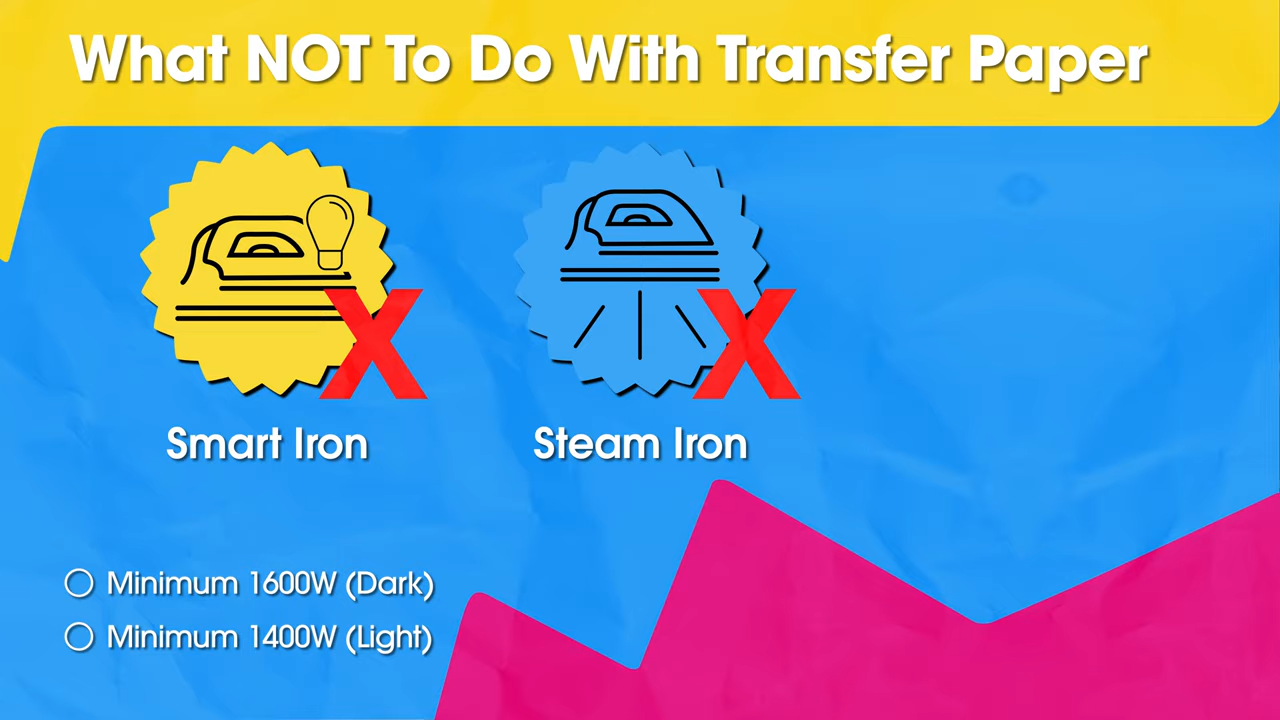 What NOT To Do With Transfer Paper
X X
Smart Iron Steam Iron
Minimum 1600W (Dark)
Minimum 1400W (Light)